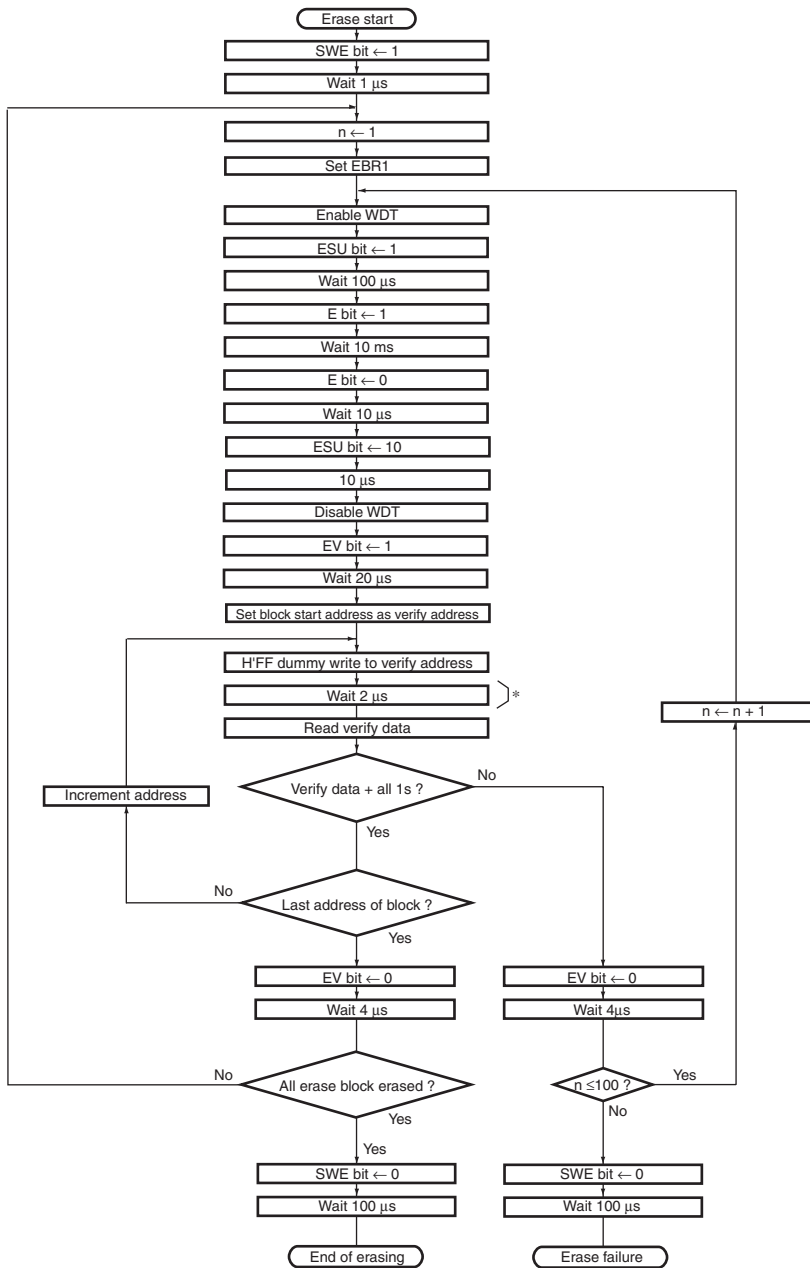 Erase start
SWE bit ← 1
Wait 1 μs
n ← 1
Set EBR1
Enable WDT
ESU bit ← 1
Wait 100 μs
E bit ← 1
Wait 10 ms
E bit ← 0
Wait 10 μs
ESU bit ← 10
10 μs
Disable WDT
EV bit ← 1
Wait 20 μs
Set block start address as verify address
H'FF dummy write to verify address
Wait 2 μs
*
n ← n + 1
Read verify data
Verify data + all 1s ?
No
Increment address
Yes
No
Last address of block ?
Yes
EV bit ← 0
EV bit ← 0
Wait 4 μs
Wait 4μs
No
All erase block erased ?
n ≤100 ?
Yes
Yes
No
Yes
SWE bit ← 0
SWE bit ← 0
Wait 100 μs
Wait 100 μs
End of erasing
Erase failure